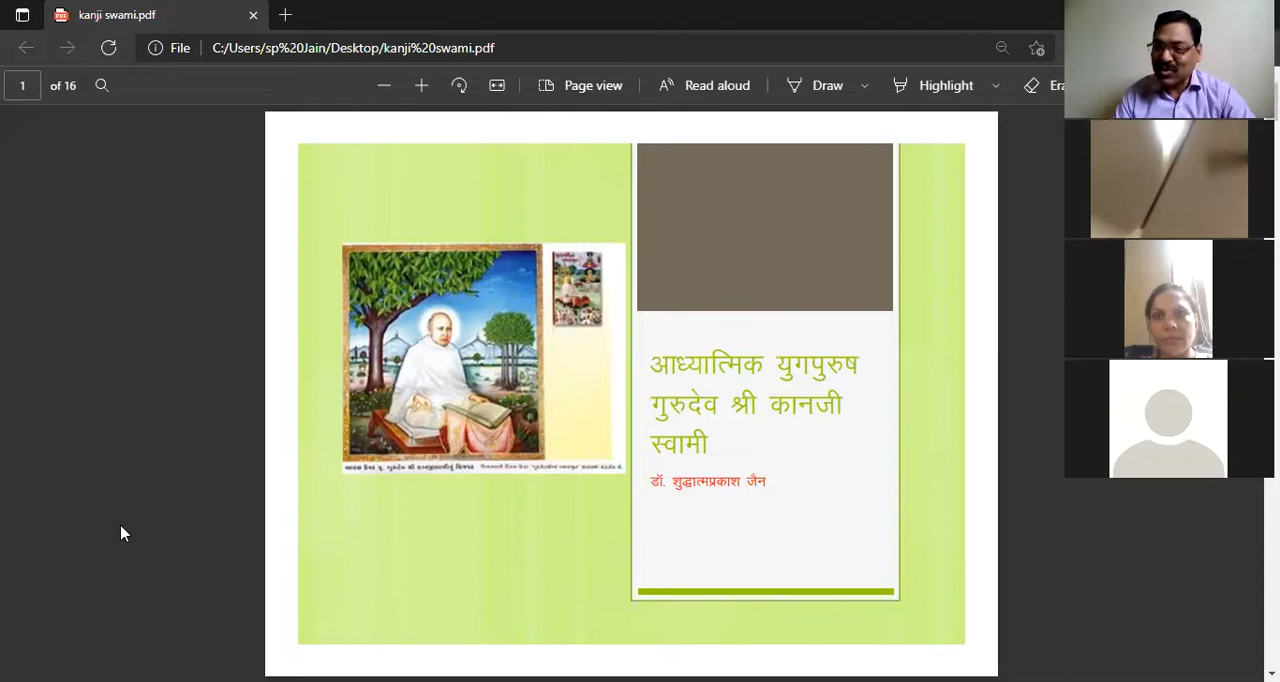 kanji swami.pdf
File C:/Users/sp%20Jain/Desktop/kanji%20swami.pdf
1 of 16 Page view Read aloud Draw Highlight Era
आध्यात्मिक युगपुरुष
गुरुदेव श्री कानजी
स्वामी
डॉ. शुद्धात्मप्रकाश जैन